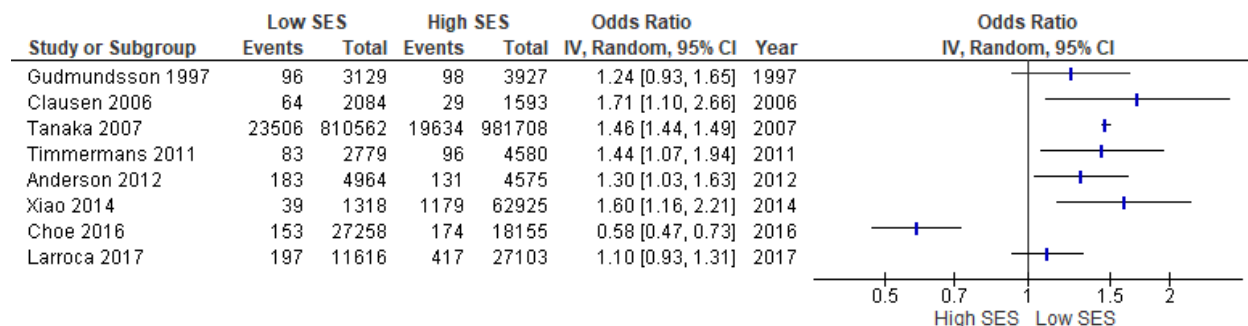 Low SES High SES Odds Ratio Odds Ratio
Study or Subgroup Events Total Events Total IV, Random, 95% CI Year IV, Random, 95% CI
Gudmundsson 1997 96 3129 98 3927 1.24 [0.93, 1.65] 1997
Clausen 2006 64 2084 29 1593 1.71 [1.10, 2.66] 2006
Tanaka 2007 23506 810562 19634 981708 1.46 [1.44, 1.49] 2007
Timmermans 2011 83 2779 96 4580 1.44 [1.07, 1.94] 2011
Anderson 2012 183 4964 131 4575 1.30 [1.03, 1.63] 2012
Xiao 2014 39 1318 1179 62925 1.60 [1.16, 2.21] 2014
Choe 2016 153 27258 174 18155 0.58 [0.47, 0.73] 2016
Larroca 2017 197 11616 417 27103 1.10 [0.93, 1.31] 2017
0.5 0.7 1 1.5 2
High SES Low SES